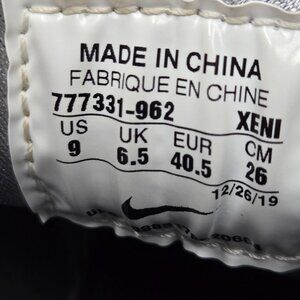 MADE IN CHINA
FABRIQUE EN CHINE
777331-962 XENI
US UK EUR CM
9 6.5 40.5 26
12/26/19